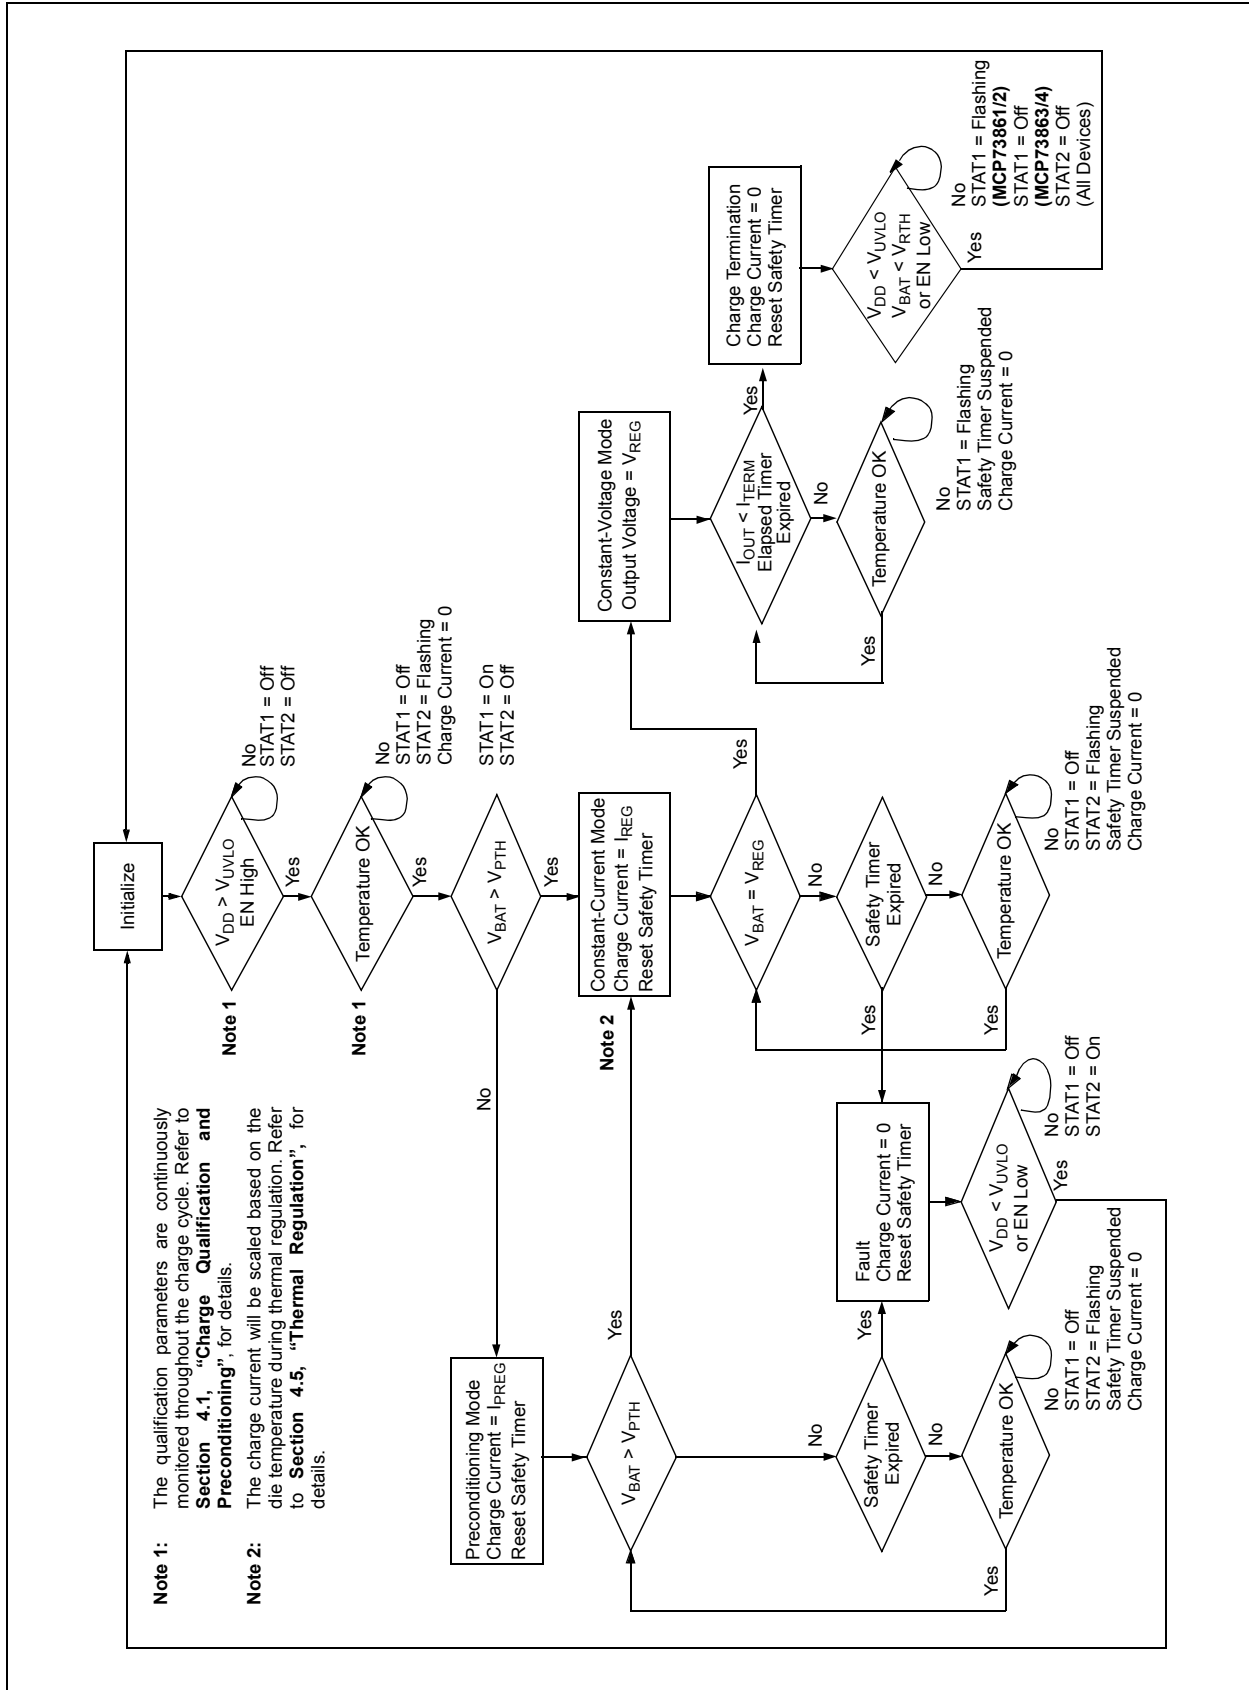 Note 1: The qualification parameters are continuously
monitored throughout the charge cycle. Refer to
Section 4.1, “Charge Qualification and
Preconditioning”, for details.
Note 2: The charge current will be scaled based on the
die temperature during thermal regulation. Refer
to Section 4.5, “Thermal Regulation”, for
details.
Initialize
Note 1
VDD > VUVLO
EN High
No
STAT1 = Off
STAT2 = Off
Yes
Note 1
Temperature OK
No
STAT1 = Off
STAT2 = Flashing
Charge Current = 0
Yes
VBAT > VPTH
STAT1 = On
STAT2 = Off
No
Yes
Preconditioning Mode
Charge Current = IPREG
Reset Safety Timer
VBAT > VPTH
Yes
No
Safety Timer
Expired
Yes
No
Temperature OK
Yes
No
STAT1 = Off
STAT2 = Flashing
Safety Timer Suspended
Charge Current = 0
Fault
Charge Current = 0
Reset Safety Timer
VDD < VUVLO
or EN Low
No
STAT1 = Off
STAT2 = On
Yes
Note 2
Constant-Current Mode
Charge Current = IREG
Reset Safety Timer
VBAT = VREG
Yes
No
Safety Timer
Expired
Yes
No
Temperature OK
Yes
No
STAT1 = Off
STAT2 = Flashing
Safety Timer Suspended
Charge Current = 0
Constant-Voltage Mode
Output Voltage = VREG
IOUT < ITERM
Elapsed Timer
Expired
Yes
No
Temperature OK
Yes
No
STAT1 = Flashing
Safety Timer Suspended
Charge Current = 0
Charge Termination
Charge Current = 0
Reset Safety Timer
VDD < VUVLO
VBAT < VRTH
or EN Low
No
STAT1 = Flashing
(MCP73861/2)
STAT1 = Off
(MCP73863/4)
STAT2 = Off
(All Devices)
Yes